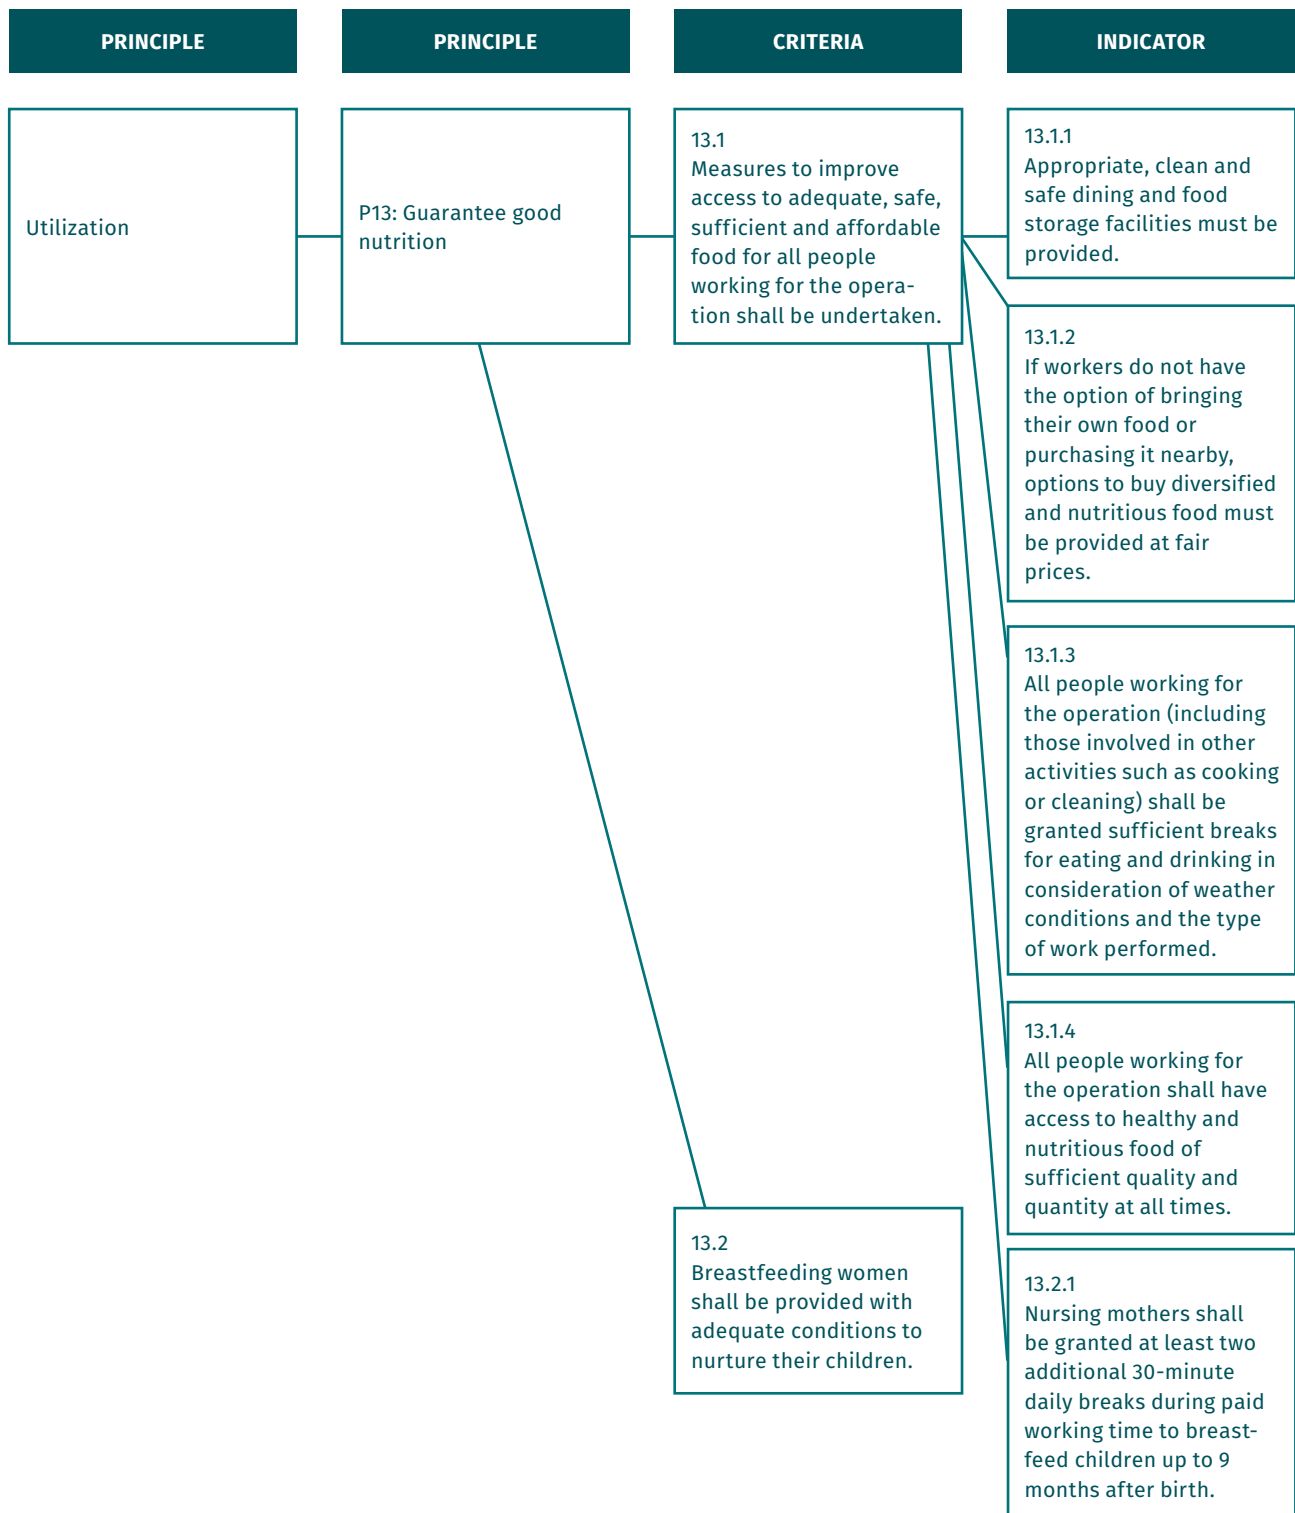 PRINCIPLE
PRINCIPLE
CRITERIA
INDICATOR
Utilization
P13: Guarantee good
nutrition
13.1
Measures to improve
access to adequate, safe,
sufficient and affordable
food for all people
working for the opera-
tion shall be undertaken.
13.1.1
Appropriate, clean and
safe dining and food
storage facilities must be
provided.
13.1.2
If workers do not have
the option of bringing
their own food or
purchasing it nearby,
options to buy diversified
and nutritious food must
be provided at fair
prices.
13.1.3
All people working for
the operation (including
those involved in other
activities such as cooking
or cleaning) shall be
granted sufficient breaks
for eating and drinking in
consideration of weather
conditions and the type
of work performed.
13.1.4
All people working for
the operation shall have
access to healthy and
nutritious food of
sufficient quality and
quantity at all times.
13.2
Breastfeeding women
shall be provided with
adequate conditions to
nurture their children.
13.2.1
Nursing mothers shall
be granted at least two
additional 30-minute
daily breaks during paid
working time to breast-
feed children up to 9
months after birth.